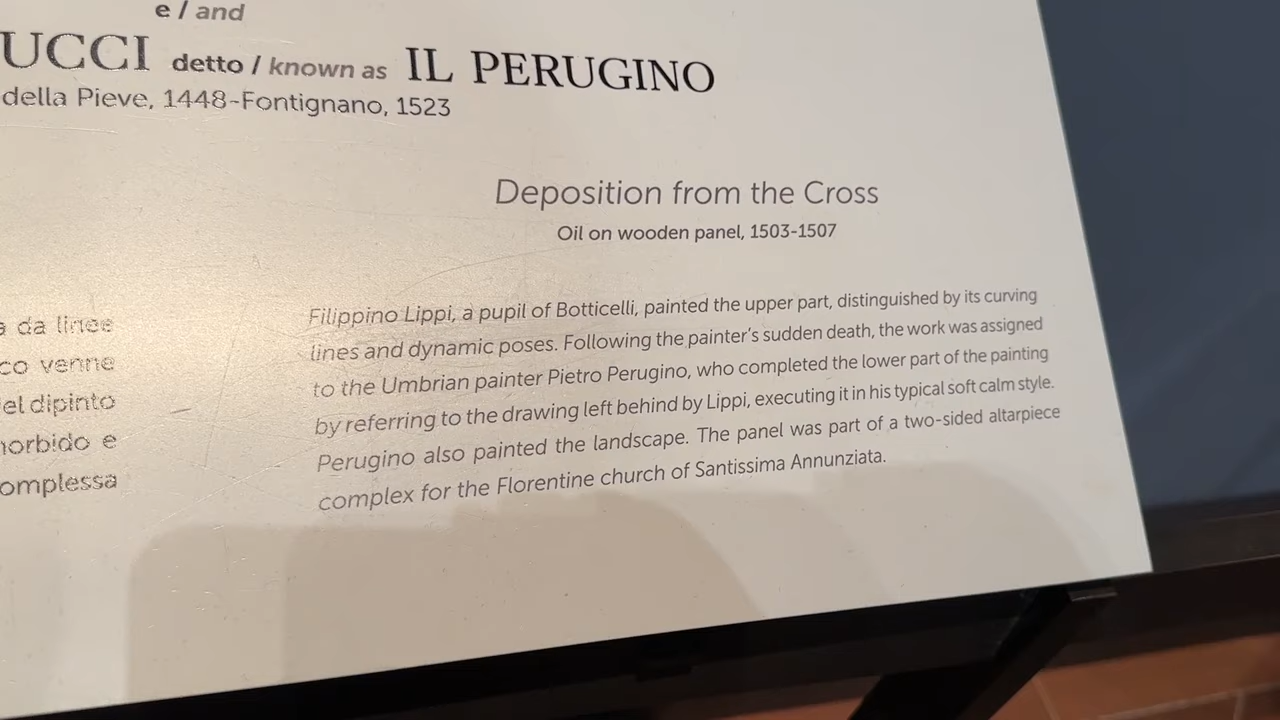 e / and
UCCI detto / known as IL PERUGINO
della Pieve, 1448-Fontignano, 1523
Deposition from the Cross
Oil on wooden panel, 1503-1507
da linee
co venne
el dipinto
morbido e
omplessa
Filippino Lippi, a pupil of Botticelli, painted the upper part, distinguished by its curving
lines and dynamic poses. Following the painter's sudden death, the work was assigned
to the Umbrian painter Pietro Perugino, who completed the lower part of the painting
by referring to the drawing left behind by Lippi, executing it in his typical soft calm style.
Perugino also painted the landscape. The panel was part of a two-sided altarpiece
complex for the Florentine church of Santissima Annunziata.